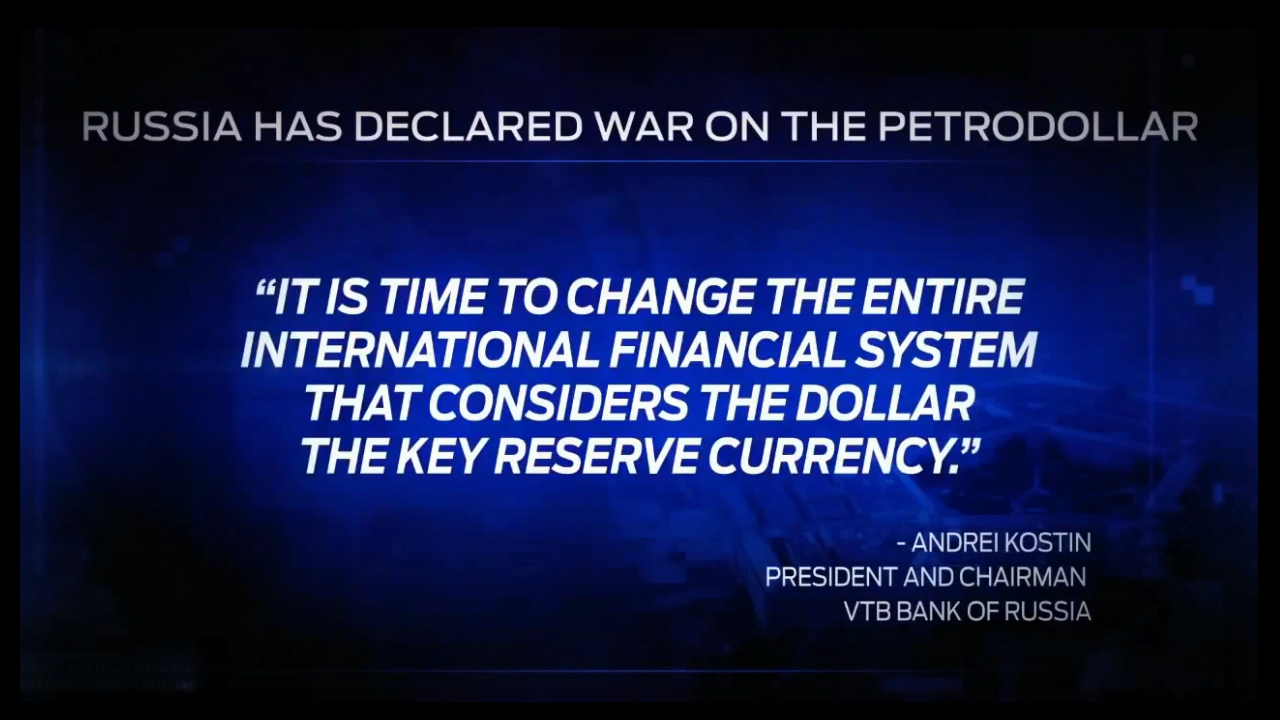 RUSSIA HAS DECLARED WAR ON THE PETRODOLLAR
“IT IS TIME TO CHANGE THE ENTIRE
INTERNATIONAL FINANCIAL SYSTEM
THAT CONSIDERS THE DOLLAR
THE KEY RESERVE CURRENCY.”
- ANDREI KOSTIN
PRESIDENT AND CHAIRMAN
VTB BANK OF RUSSIA